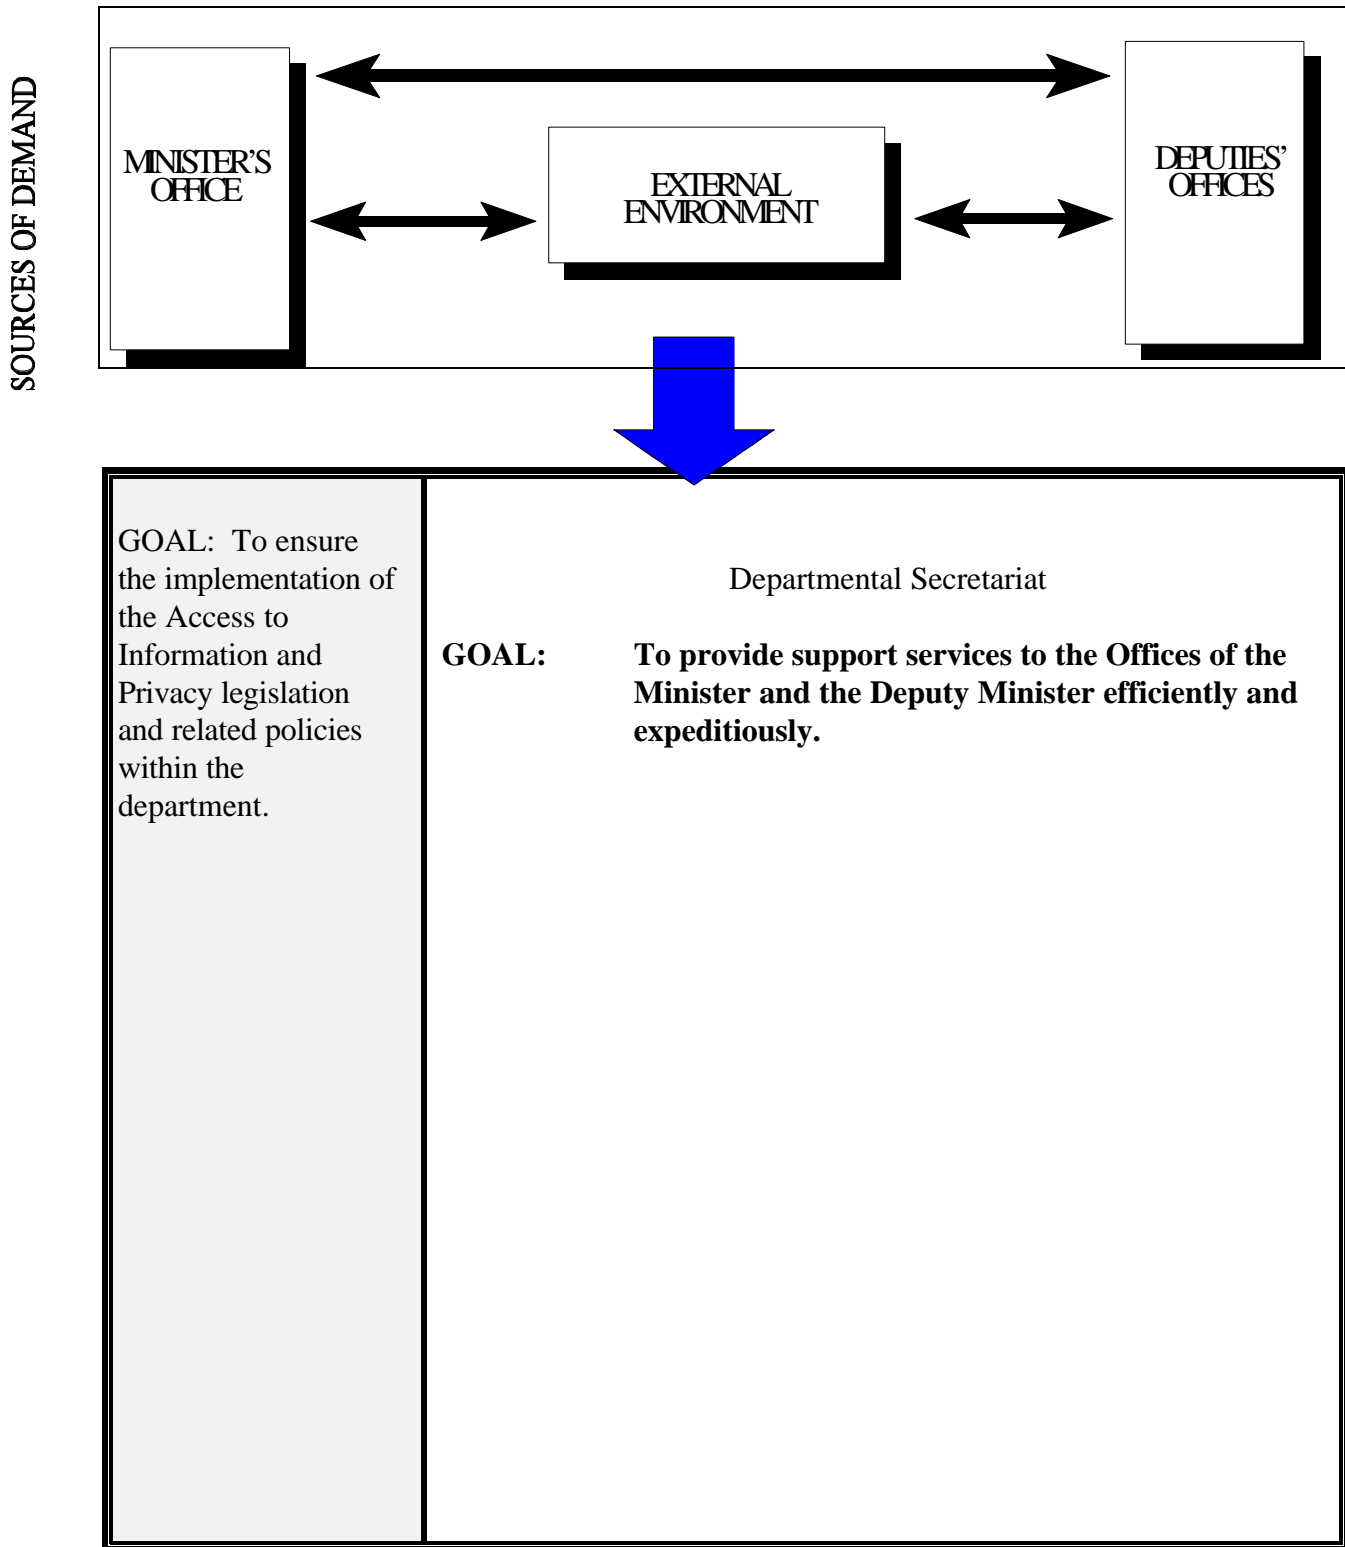 SOURCES OF DEMAND
MINISTER'S
OFFICE
EXTERNAL
ENVIRONMENT
DEPUTIES'
OFFICES
GOAL: To ensure
the implementation of
the Access to
Information and
Privacy legislation
and related policies
within the
department.
Departmental Secretariat
GOAL: To provide support services to the Offices of the
Minister and the Deputy Minister efficiently and
expeditiously.